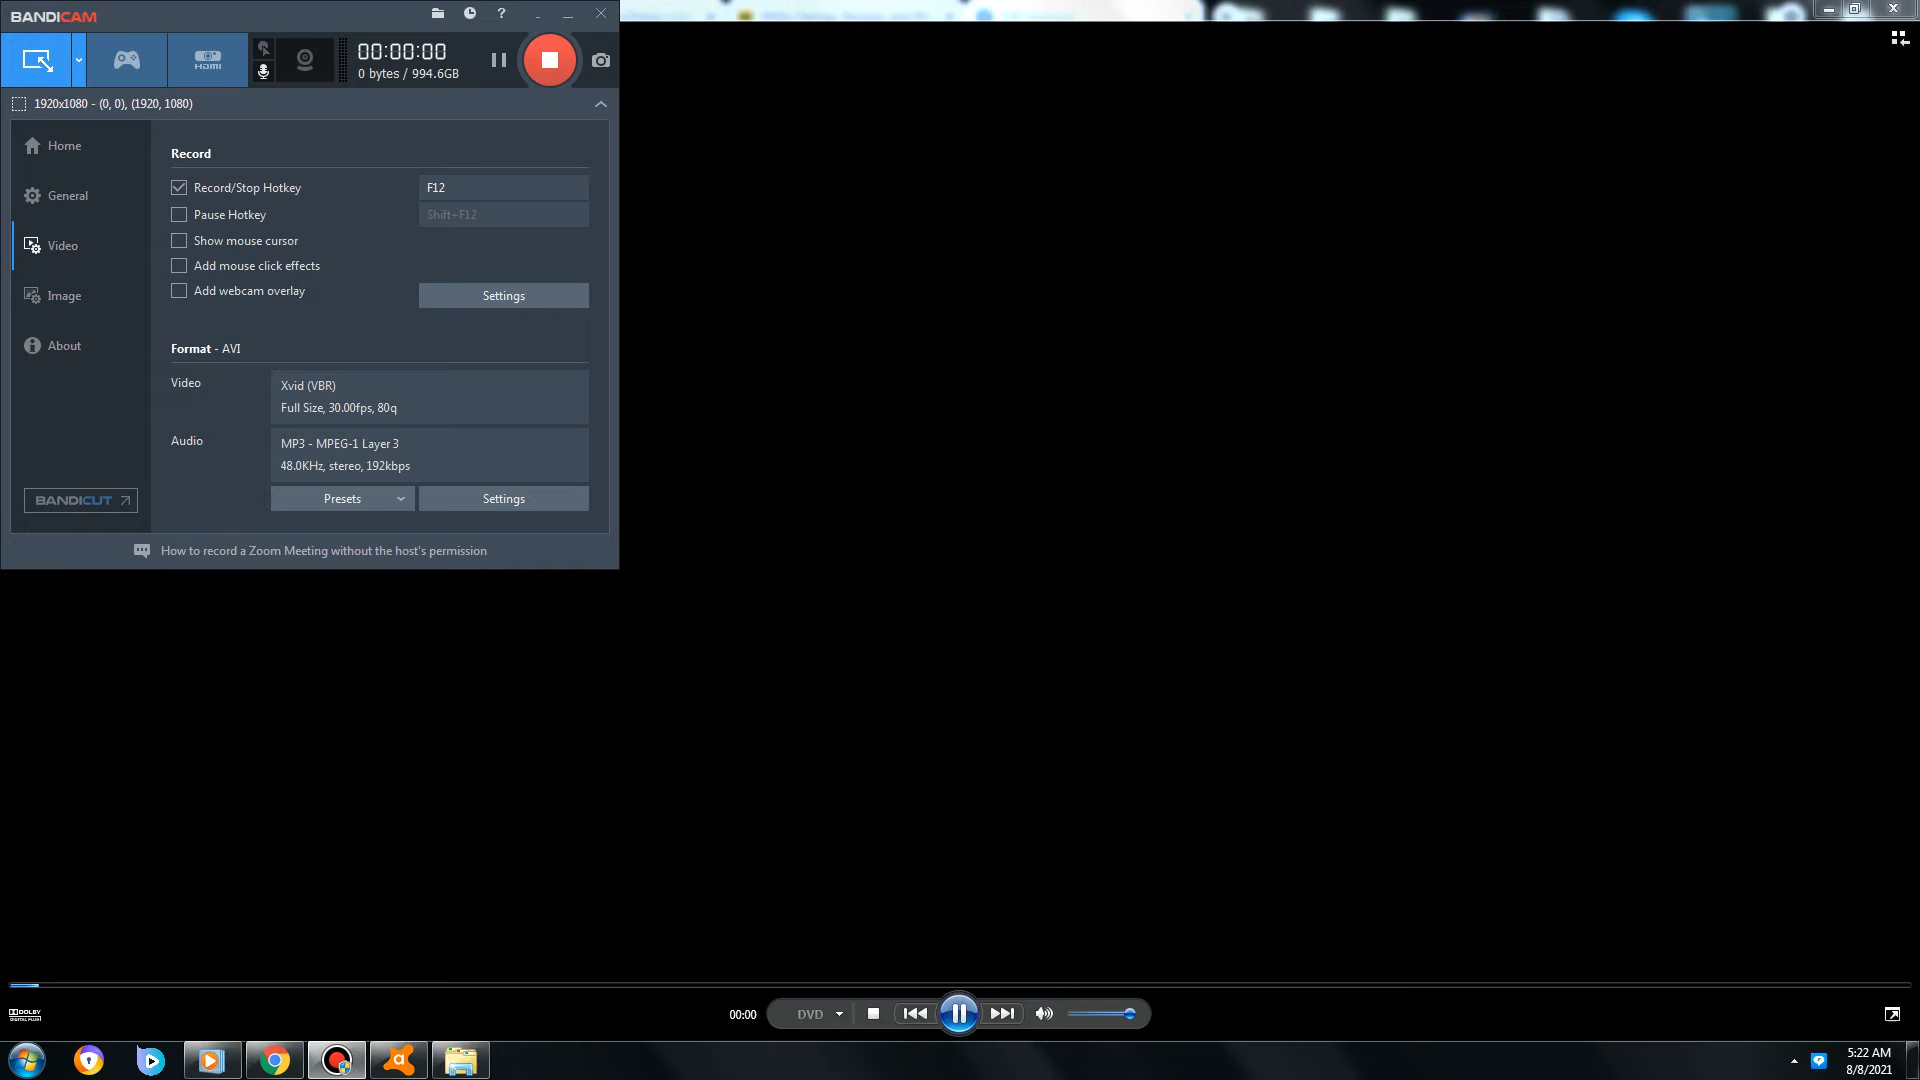 BANDICAM
?
HDMI
00:00:00
0 bytes / 994.6GB
1920x1080 - (0, 0), (1920, 1080)
Home
General
Video
Image
About
BANDICUT
Record
Record/Stop Hotkey
F12
Pause Hotkey
Shift+F12
Show mouse cursor
Add mouse click effects
Add webcam overlay
Settings
Format - AVI
Video
Xvid (VBR)
Full Size, 30.00fps, 80q
Audio
MP3 - MPEG-1 Layer 3
48.0KHz, stereo, 192kbps
Presets
Settings
How to record a Zoom Meeting without the host's permission
DOLBY
DIGITAL PLUS
00:00
DVD
5:22 AM
8/8/2021